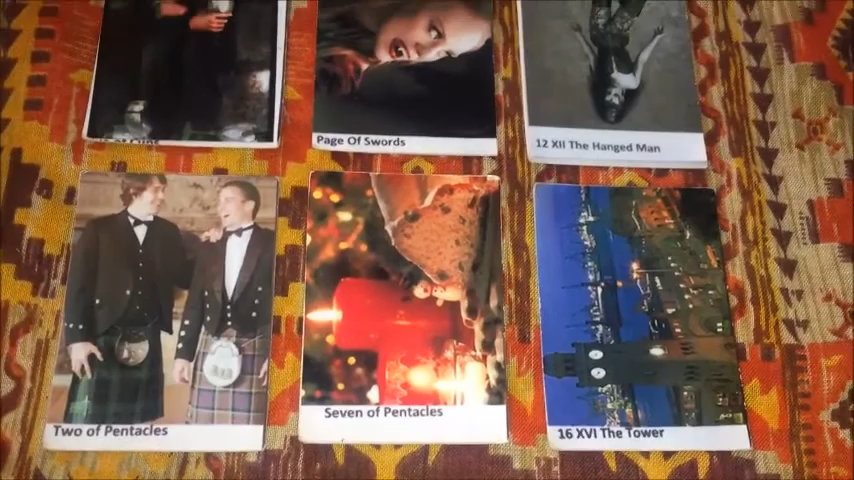 Page Of Swords
12 XII The Hanged Man
Two of Pentacles
Seven of Pentacles
16 XVI The Tower